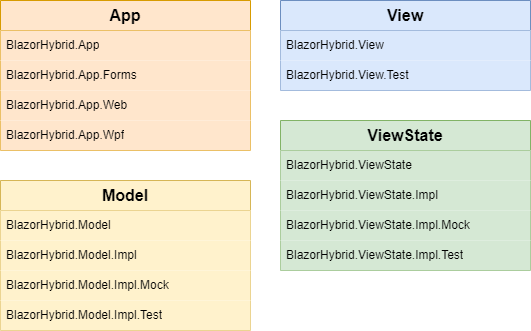 App
BlazorHybrid.App
BlazorHybrid.App.Forms
BlazorHybrid.App.Web
BlazorHybrid.App.Wpf
View
BlazorHybrid.View
BlazorHybrid.View.Test
Model
BlazorHybrid.Model
BlazorHybrid.Model.Impl
BlazorHybrid.Model.Impl.Mock
BlazorHybrid.Model.Impl.Test
ViewState
BlazorHybrid.ViewState
BlazorHybrid.ViewState.Impl
BlazorHybrid.ViewState.Impl.Mock
BlazorHybrid.ViewState.Impl.Test